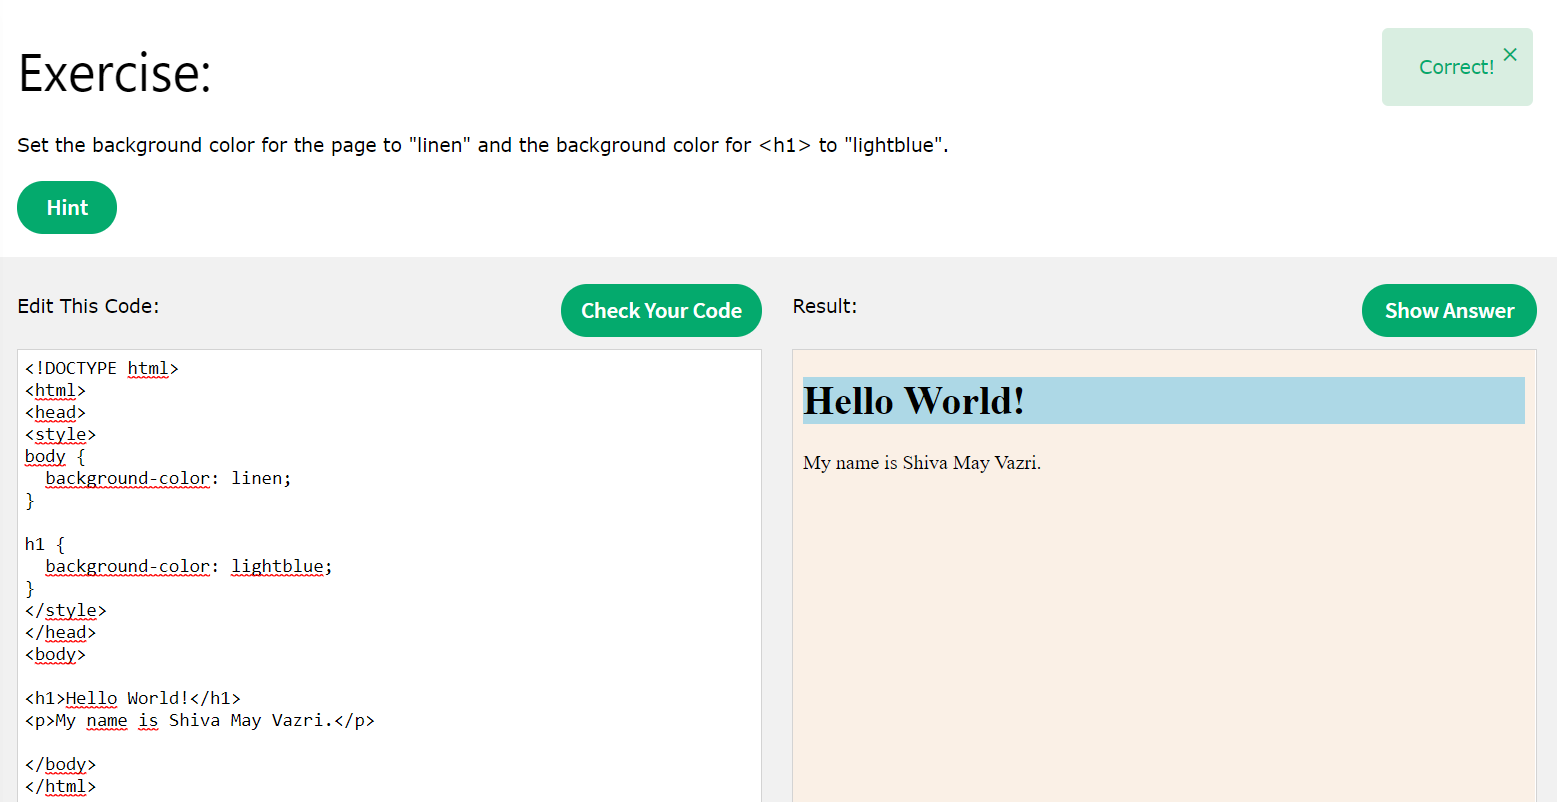 Exercise:
Correct!
Set the background color for the page to "linen" and the background color for <h1> to "lightblue".
Hint
Edit This Code:
Check Your Code
<!DOCTYPE html>
<html>
<head>
<style>
body {
  background-color: linen;
}
h1 {
  background-color: lightblue;
}
</style>
</head>
<body>
<h1>Hello World!</h1>
<p>My name is Shiva May Vazri.</p>
</body>
</html>
Result:
Show Answer
Hello World!
My name is Shiva May Vazri.